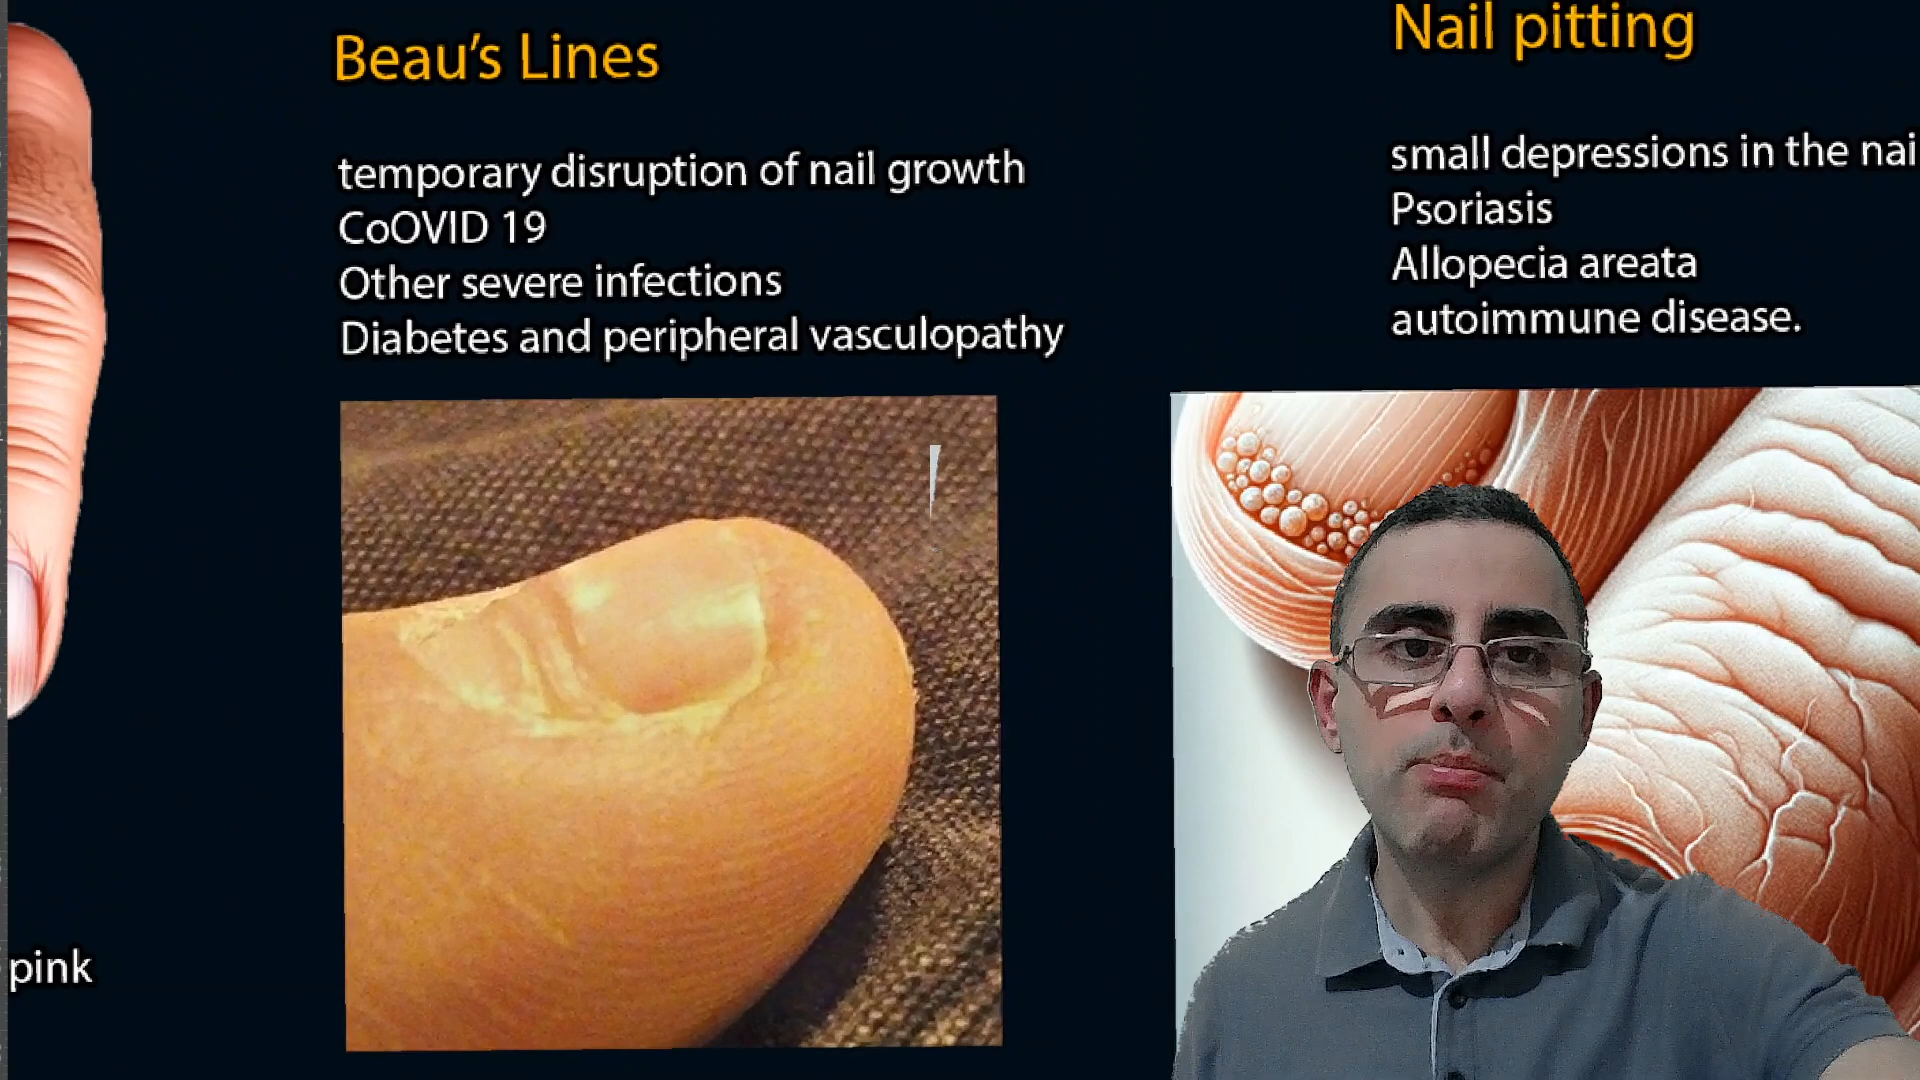 Beau's Lines
temporary disruption of nail growth
CoOVID 19
Other severe infections
Diabetes and peripheral vasculopathy
Nail pitting
small depressions in the nai
Psoriasis
Allopecia areata
autoimmune disease.
pink